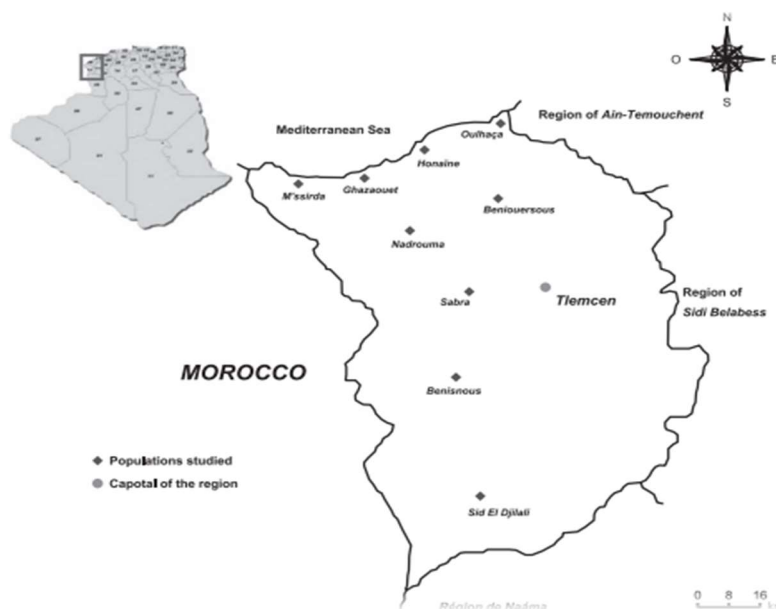 N
O
E
S
Mediterranean Sea
Region of Ain-Temouchent
Oulhaça
Honaine
M'ssirda
Ghazaouet
Beniouersous
Nadrouma
Sabra
Tlemcen
Region of
Sidi Belabess
MOROCCO
Benisnous
Populations studied
Capotal of the region
Sid El Djilali
Région de Naâma
0 8 16